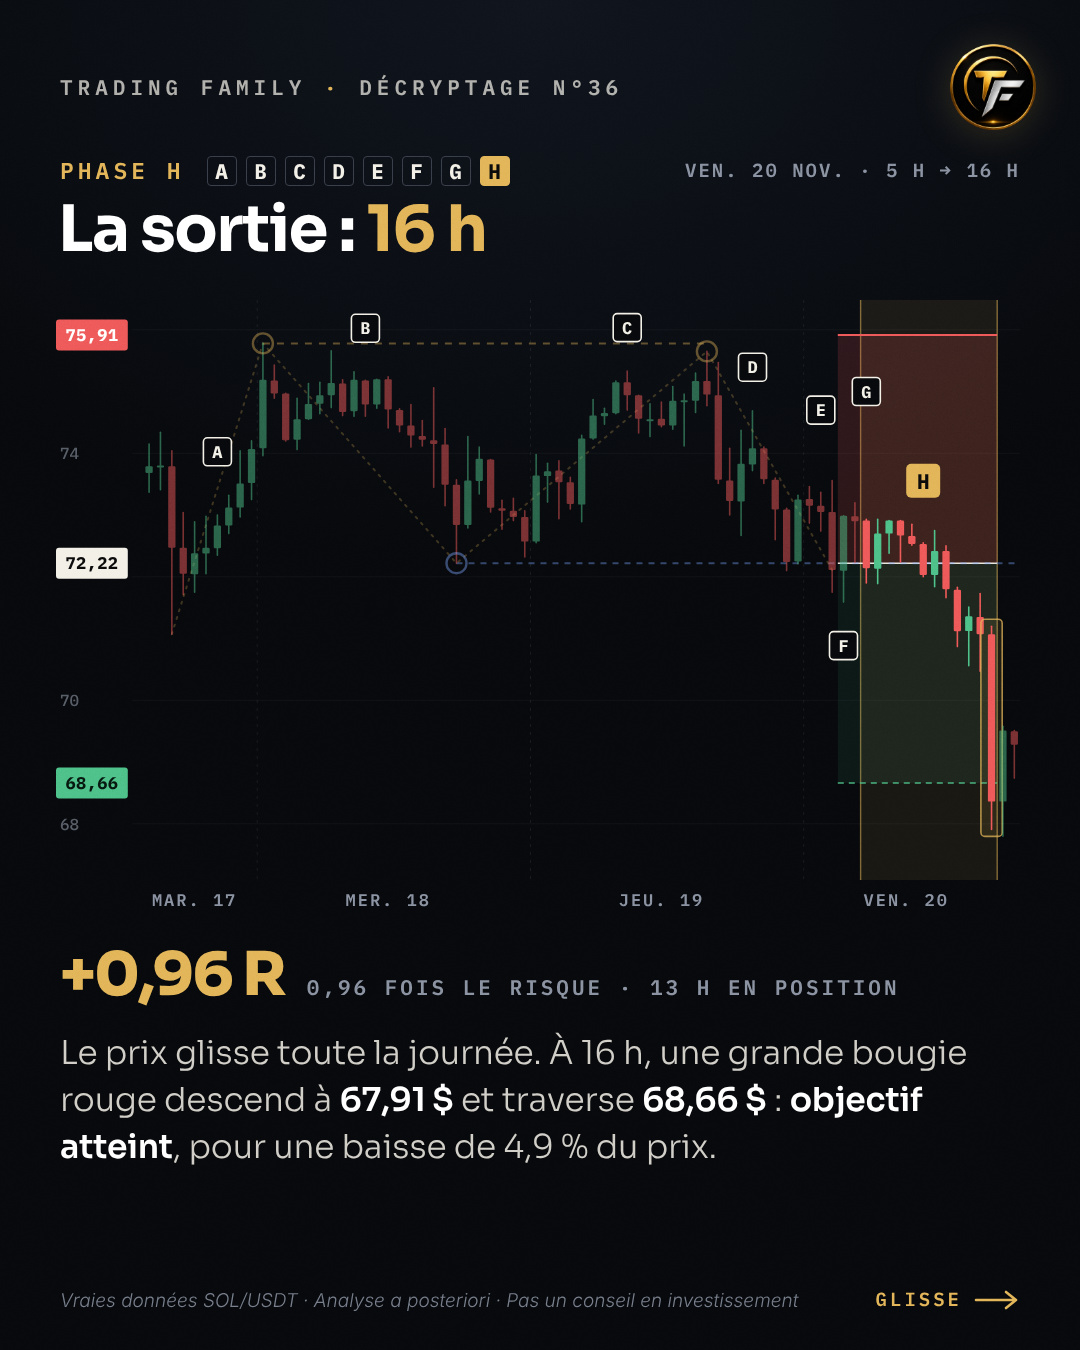 TRADING FAMILY · DÉCRYPTAGE N°36
TF
PHASE H A B C D E F G H
VEN. 20 NOV. · 5 H → 16 H
La sortie : 16 h
75,91
B
C
D
G
E
A
74
H
72,22
F
70
68,66
68
MAR. 17 MER. 18 JEU. 19 VEN. 20
+0,96 R 0,96 FOIS LE RISQUE · 13 H EN POSITION
Le prix glisse toute la journée. À 16 h, une grande bougie
rouge descend à 67,91 $ et traverse 68,66 $ : objectif
atteint, pour une baisse de 4,9 % du prix.
Vraies données SOL/USDT · Analyse a posteriori · Pas un conseil en investissement
GLISSE →